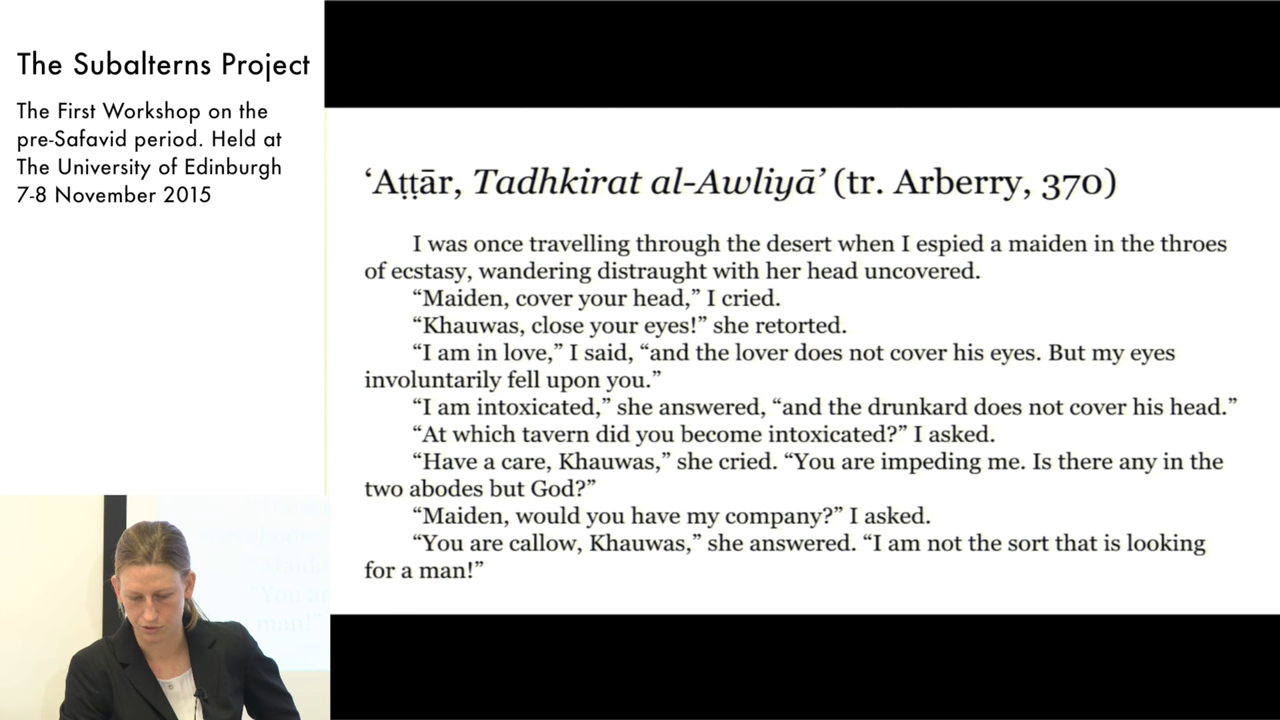 The Subalterns Project
The First Workshop on the
pre-Safavid period. Held at
The University of Edinburgh
7-8 November 2015
‘Aṭṭār, Tadhkirat al-Awliyā’ (tr. Arberry, 370)
I was once travelling through the desert when I espied a maiden in the throes
of ecstasy, wandering distraught with her head uncovered.
“Maiden, cover your head,” I cried.
“Khauwas, close your eyes!” she retorted.
“I am in love,” I said, “and the lover does not cover his eyes. But my eyes
involuntarily fell upon you.”
“I am intoxicated,” she answered, “and the drunkard does not cover his head.”
“At which tavern did you become intoxicated?” I asked.
“Have a care, Khauwas,” she cried. “You are impeding me. Is there any in the
two abodes but God?”
“Maiden, would you have my company?” I asked.
“You are callow, Khauwas,” she answered. “I am not the sort that is looking
for a man!”
man!”